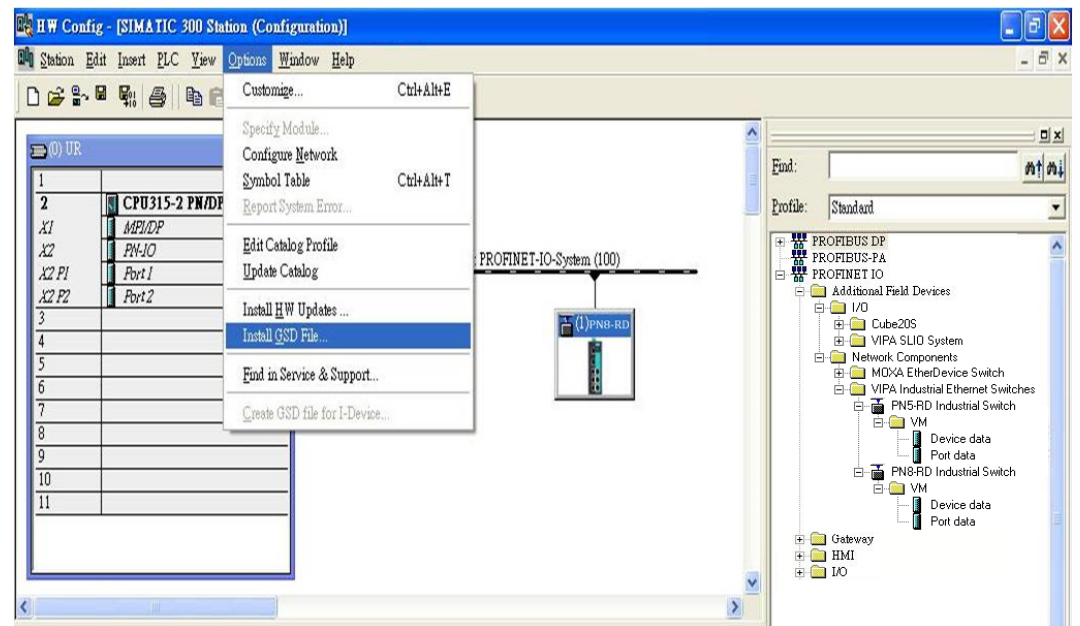 HW Config - [SIMATIC 300 Station (Configuration)]
Station Edit Insert PLC View Options Window Help
Customize... Ctrl+Alt+E
Specify Module...
Configure Network
Symbol Table Ctrl+Alt+T
Report System Error...
Edit Catalog Profile
Update Catalog
Install HW Updates ...
Install GSD File...
Find in Service & Support...
Create GSD file for I-Device...
(0) UR
1
2 CPU315-2 PN/DP
X1 MPI/DP
X2 PN-IO
X2 P1 Port 1
X2 P2 Port 2
3
4
5
6
7
8
9
10
11
PROFINET-IO-System (100)
(1)PN8-RD
Find:
Profile: Standard
PROFIBUS DP
PROFIBUS-PA
PROFINET IO
Additional Field Devices
I/O
Cube20S
VIPA SLIO System
Network Components
MOXA EtherDevice Switch
VIPA Industrial Ethernet Switches
PN5-RD Industrial Switch
VM
Device data
Port data
PN8-RD Industrial Switch
VM
Device data
Port data
Gateway
HMI
I/O